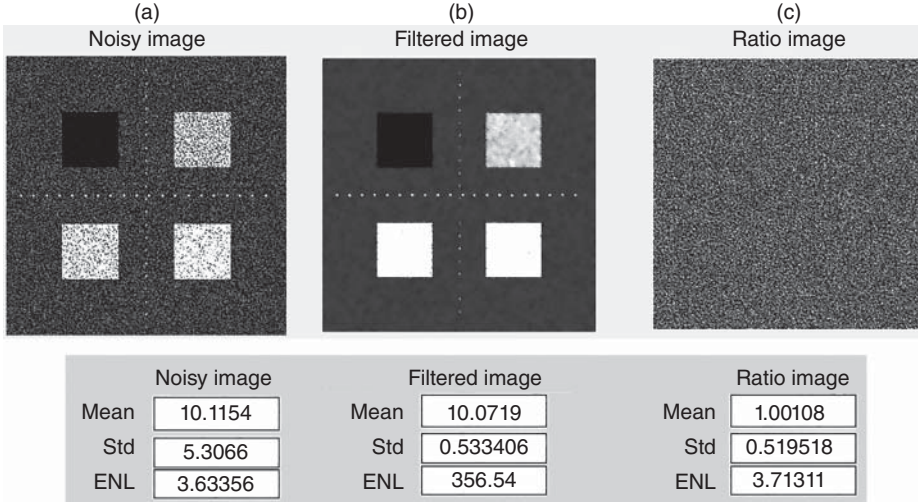 (a) (b) (c)
Noisy image Filtered image Ratio image
Noisy image Filtered image Ratio image
Mean 10.1154 Mean 10.0719 Mean 1.00108
Std 5.3066 Std 0.533406 Std 0.519518
ENL 3.63356 ENL 356.54 ENL 3.71311